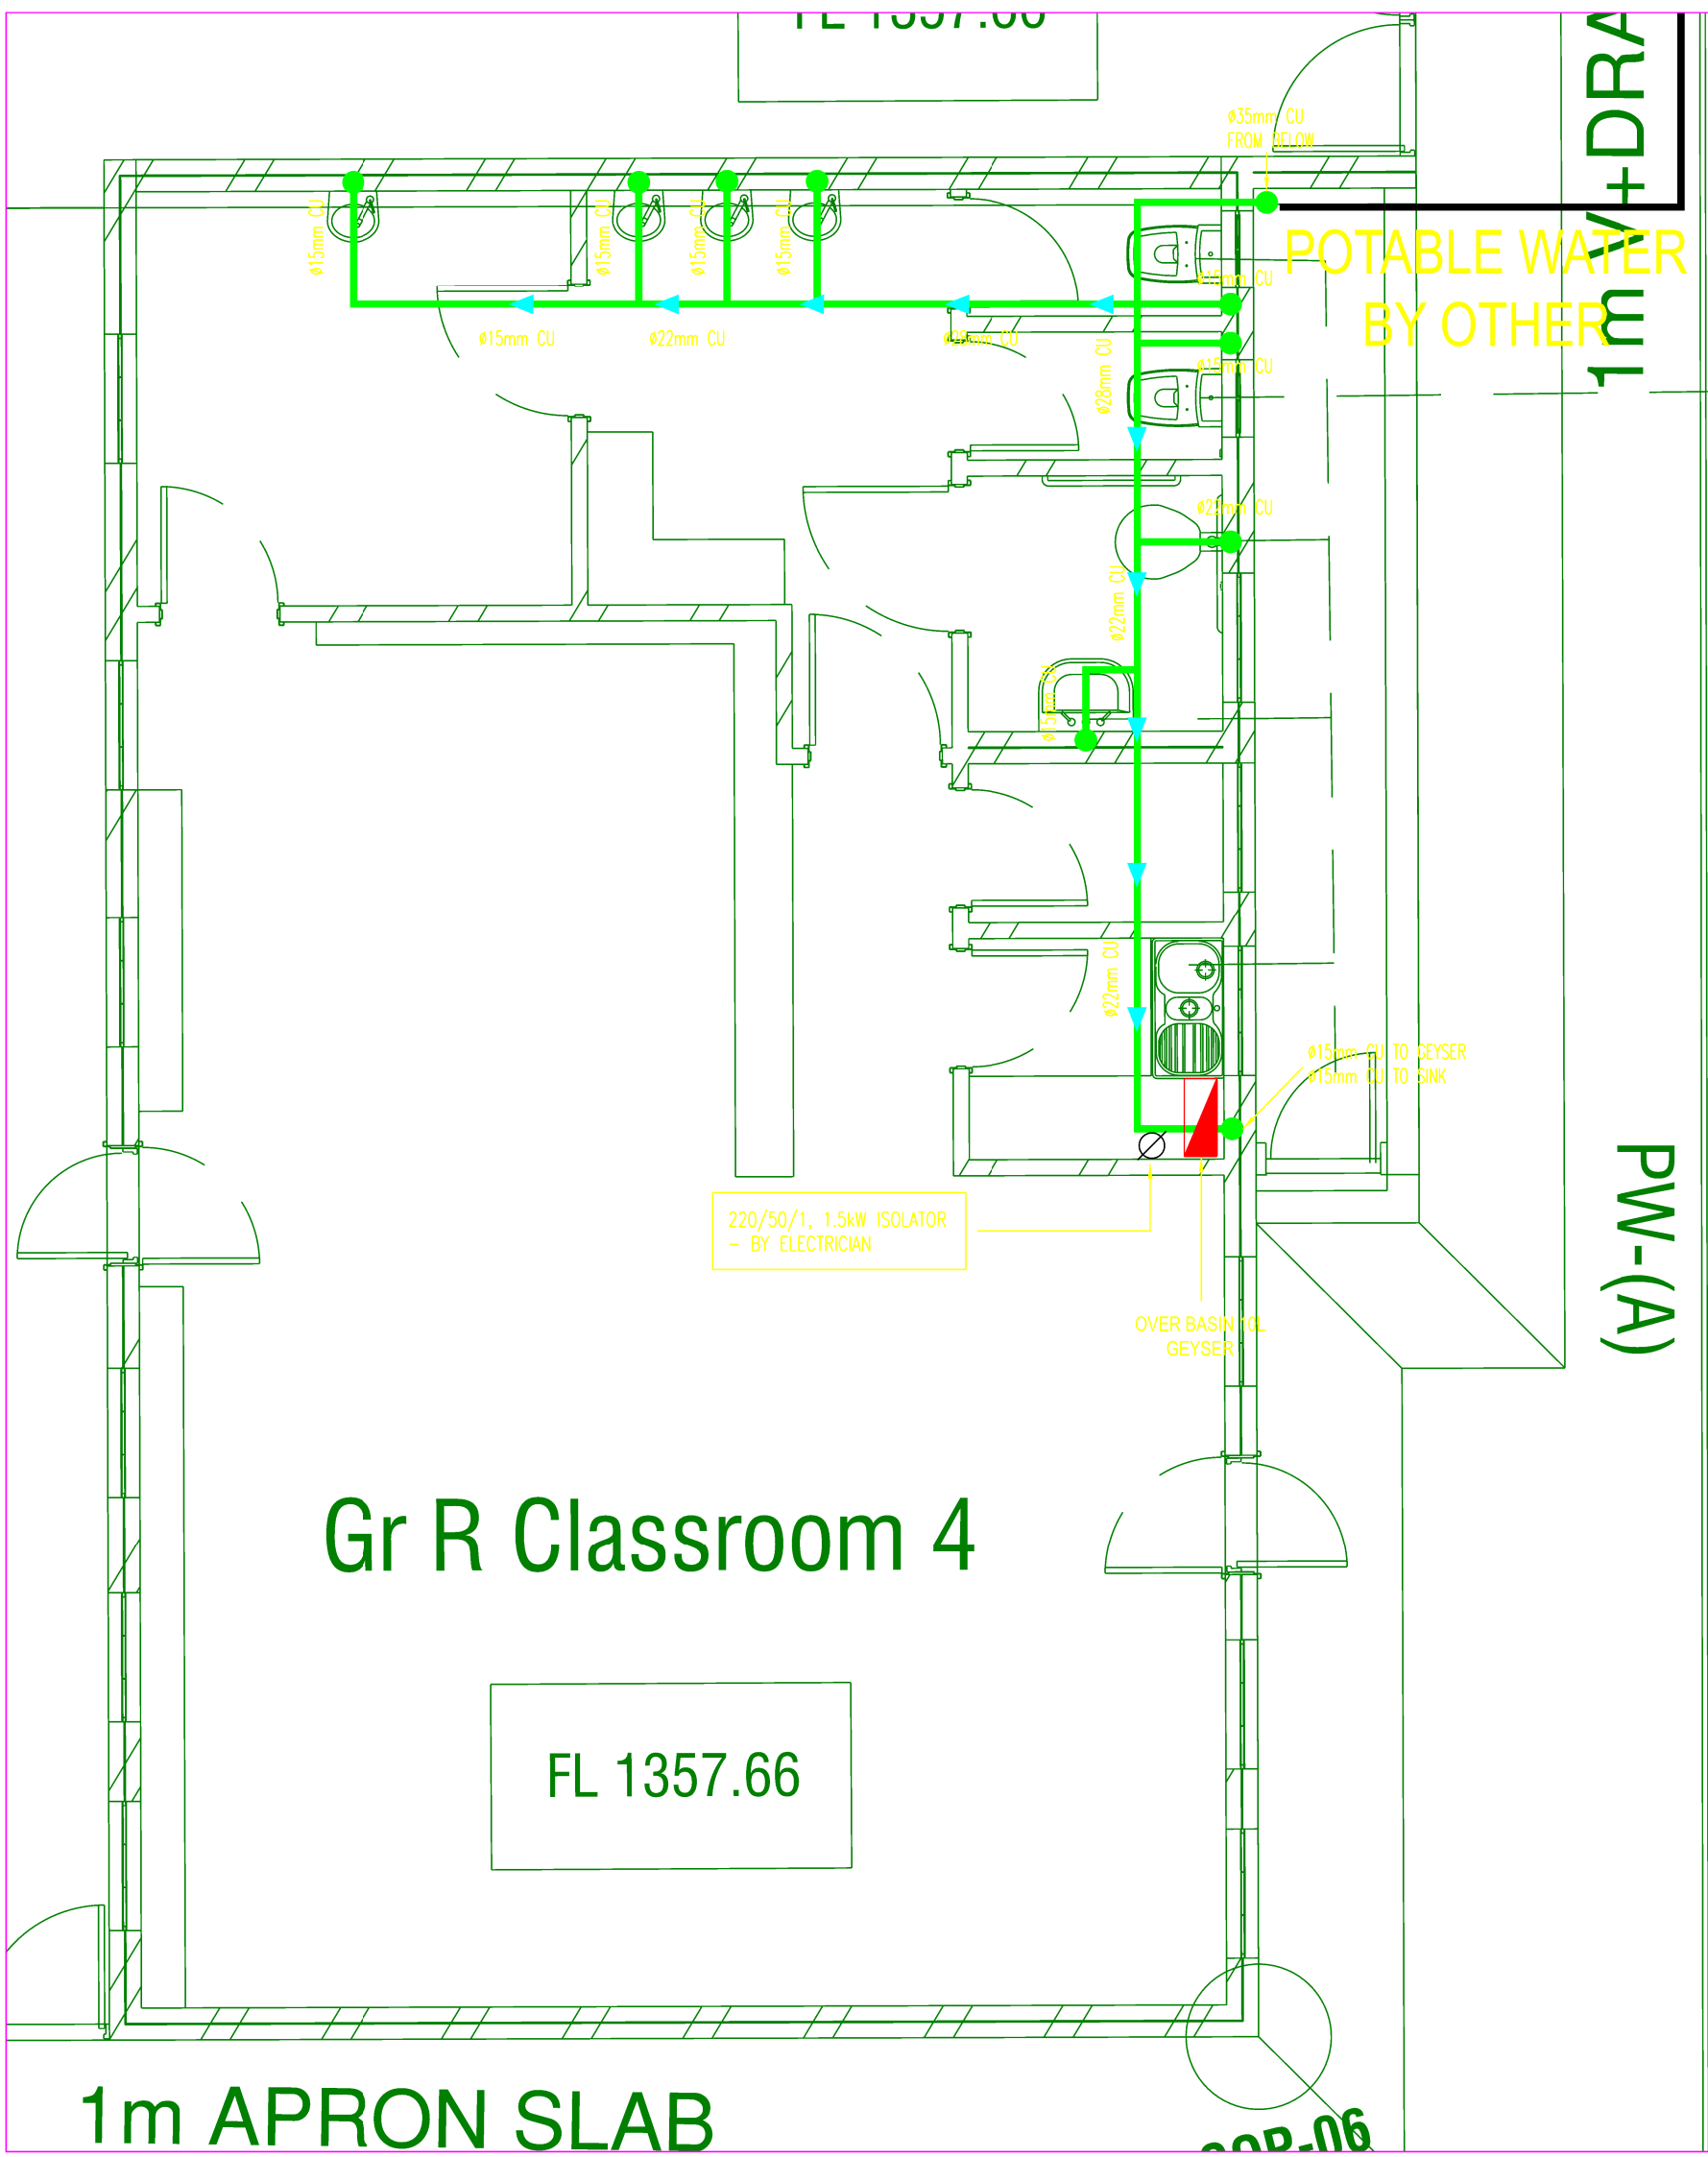 ø35mm CU
FROM BELOW
1m V+DRA
POTABLE WATER
BY OTHER
ø15mm CU
ø15mm CU
ø15mm CU
ø15mm CU
ø15mm CU
ø15mm CU
ø22mm CU
ø28mm CU
ø15mm CU
ø28mm CU
ø22mm CU
ø22mm CU
ø15mm CU
ø22mm CU
ø15mm CU TO GEYSER
ø15mm CU TO SINK
220/50/1, 1.5kW ISOLATOR
- BY ELECTRICIAN
OVER BASIN 10L
GEYSER
PW-(A)
Gr R Classroom 4
FL 1357.66
1m APRON SLAB